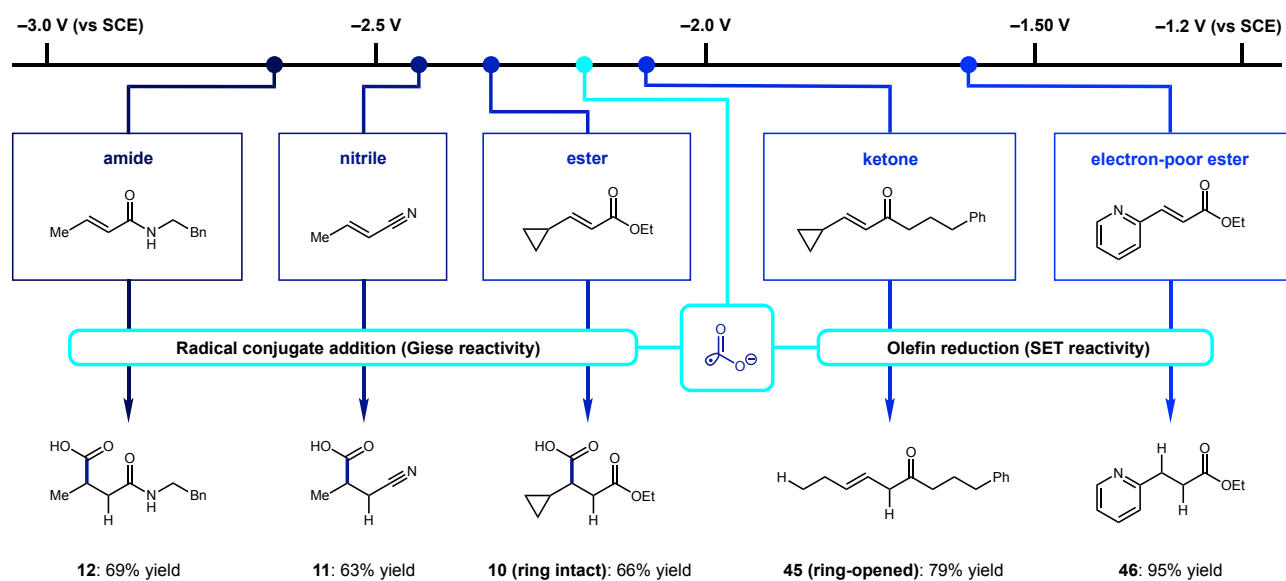 –3.0 V (vs SCE) –2.5 V –2.0 V –1.50 V –1.2 V (vs SCE)
amide nitrile ester ketone electron-poor ester
O
Me N H Bn
Me N
O OEt
O Ph
N O OEt
Radical conjugate addition (Giese reactivity)
O O ⊖
Olefin reduction (SET reactivity)
HO O O Me H N H Bn
HO O Me N H
HO O O OEt H
H O H Ph
N H H O OEt
12: 69% yield 11: 63% yield 10 (ring intact): 66% yield 45 (ring-opened): 79% yield 46: 95% yield